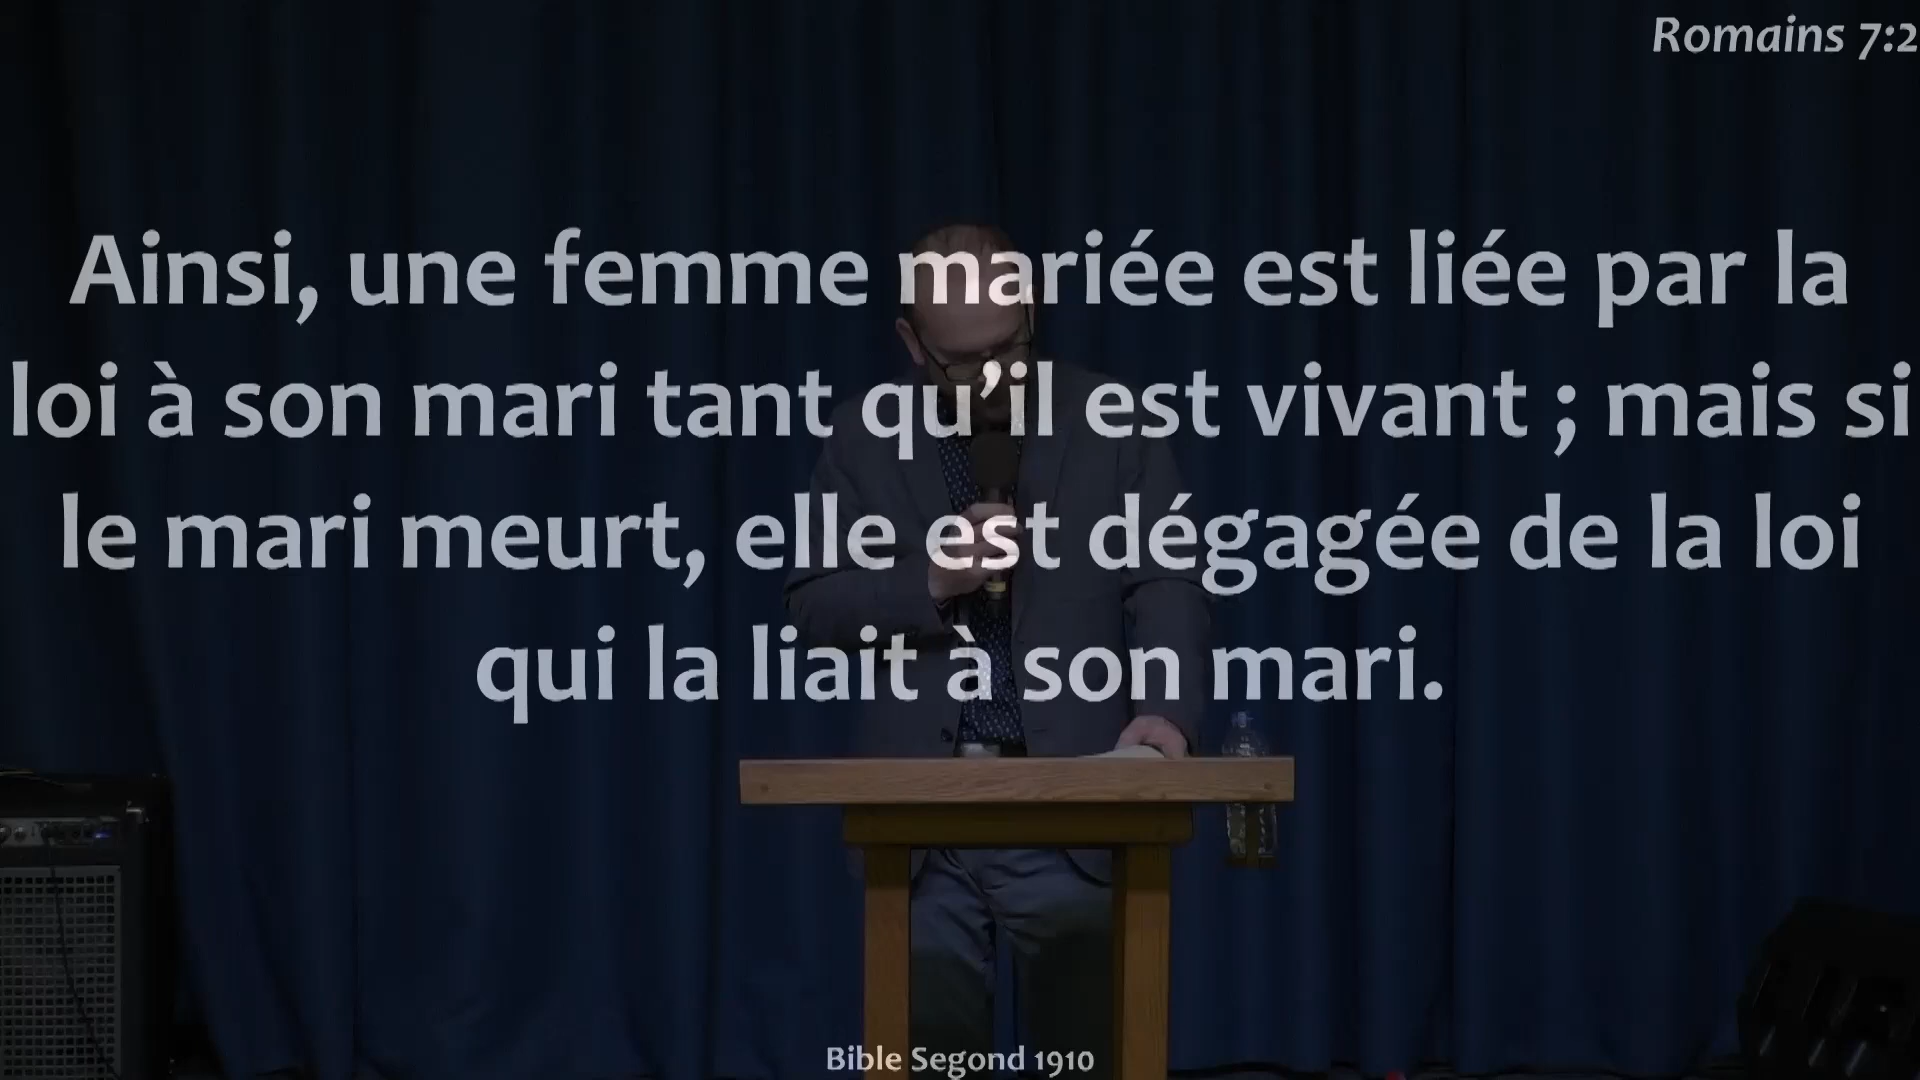 Romains 7:2
Ainsi, une femme mariée est liée par la
loi à son mari tant qu’il est vivant ; mais si
le mari meurt, elle est dégagée de la loi
qui la liait à son mari.
Bible Segond 1910